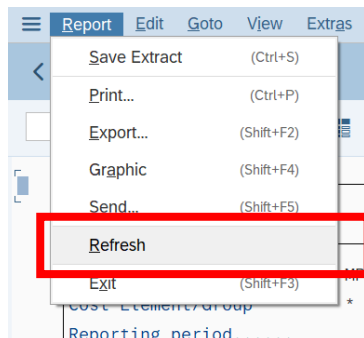 Report Edit Goto View Extras
Save Extract (Ctrl+S)
Print... (Ctrl+P)
Export... (Shift+F2)
Graphic (Shift+F4)
Send... (Shift+F5)
Refresh
Exit (Shift+F3)
Cost Element/Group *
Reporting period